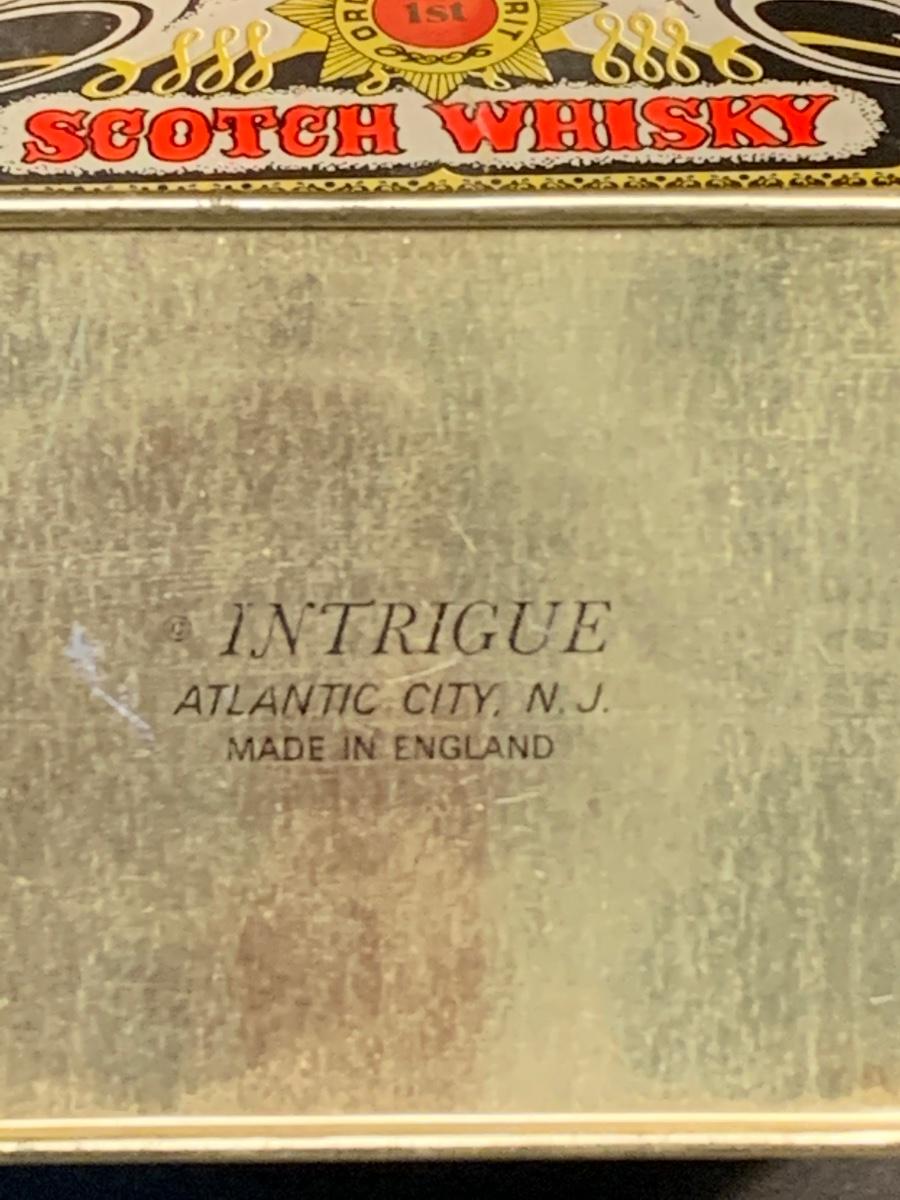 1st
SCOTCH WHISKY
© INTRIGUE
ATLANTIC CITY, N.J.
MADE IN ENGLAND